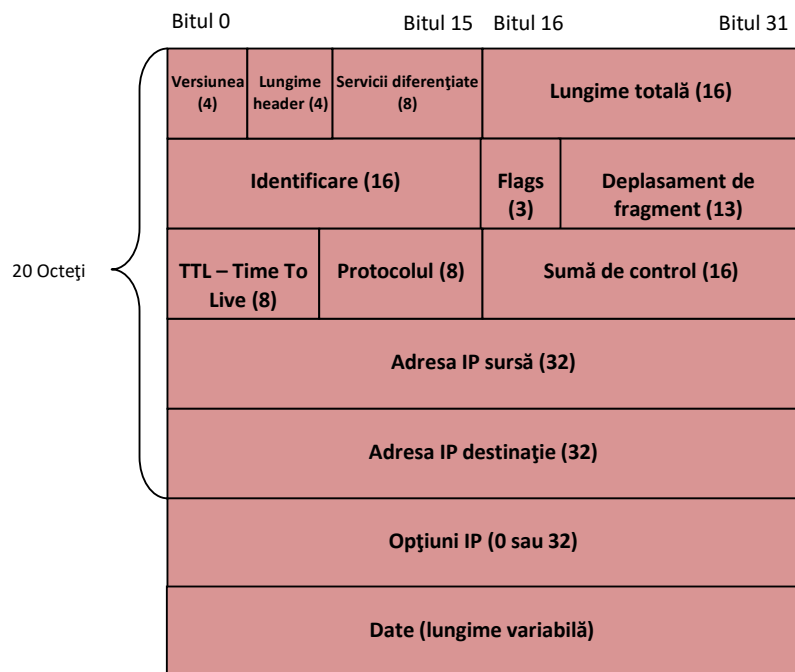 Bitul 0
Bitul 15
Bitul 16
Bitul 31
Versiunea
(4)
Lungime
header (4)
Servicii diferenţiate
(8)
Lungime totală (16)
Identificare (16)
Flags
(3)
Deplasament de
fragment (13)
20 Octeţi
TTL – Time To
Live (8)
Protocolul (8)
Sumă de control (16)
Adresa IP sursă (32)
Adresa IP destinaţie (32)
Opţiuni IP (0 sau 32)
Date (lungime variabilă)